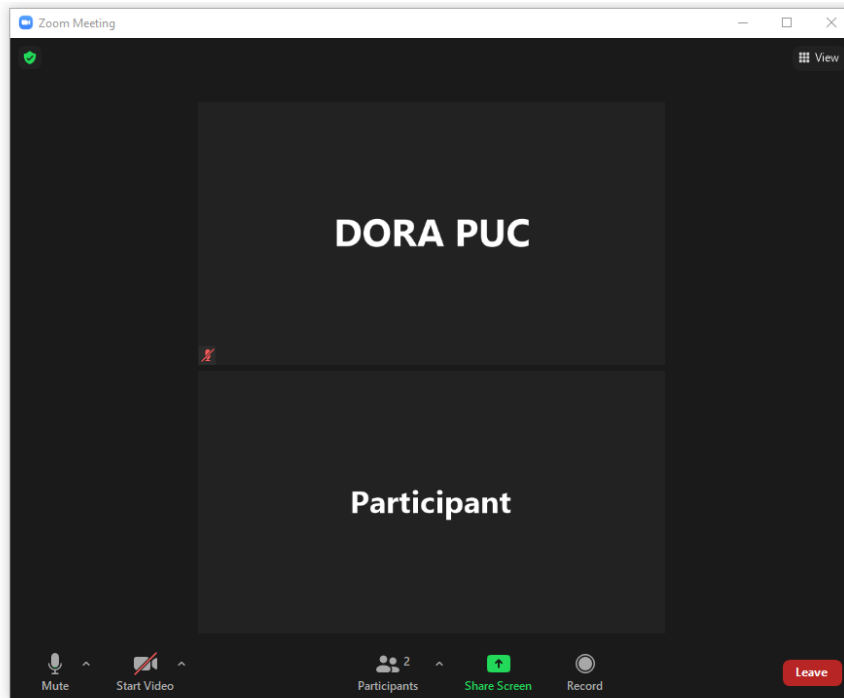 Zoom Meeting
View
DORA PUC
Participant
2
Mute
Start Video
Participants
Share Screen
Record
Leave